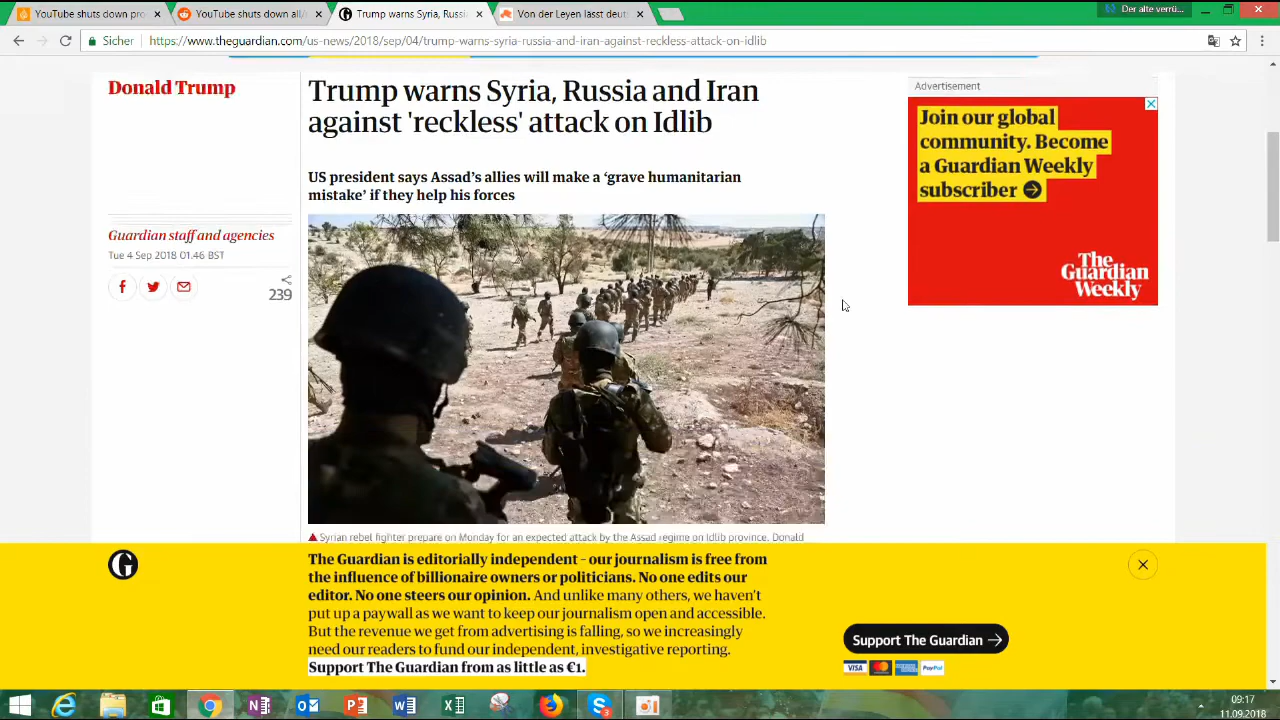 YouTube shuts down pro
YouTube shuts down all
Trump warns Syria, Russi
Von der Leyen lässt deut
Der alte verrü...
Sicher
https://www.theguardian.com/us-news/2018/sep/04/trump-warns-syria-russia-and-iran-against-reckless-attack-on-idlib
Donald Trump
Trump warns Syria, Russia and Iran
against 'reckless' attack on Idlib
US president says Assad's allies will make a ‘grave humanitarian
mistake’ if they help his forces
Guardian staff and agencies
Tue 4 Sep 2018 01.46 BST
239
Syrian rebel fighter prepare on Monday for an expected attack by the Assad regime on Idlib province. Donald
Advertisement
Join our global
community. Become
a Guardian Weekly
subscriber
The
Guardian
Weekly
The Guardian is editorially independent – our journalism is free from
the influence of billionaire owners or politicians. No one edits our
editor. No one steers our opinion. And unlike many others, we haven’t
put up a paywall as we want to keep our journalism open and accessible.
But the revenue we get from advertising is falling, so we increasingly
need our readers to fund our independent, investigative reporting.
Support The Guardian from as little as €1.
Support The Guardian
VISA
PayPal
09:17
11.09.2018